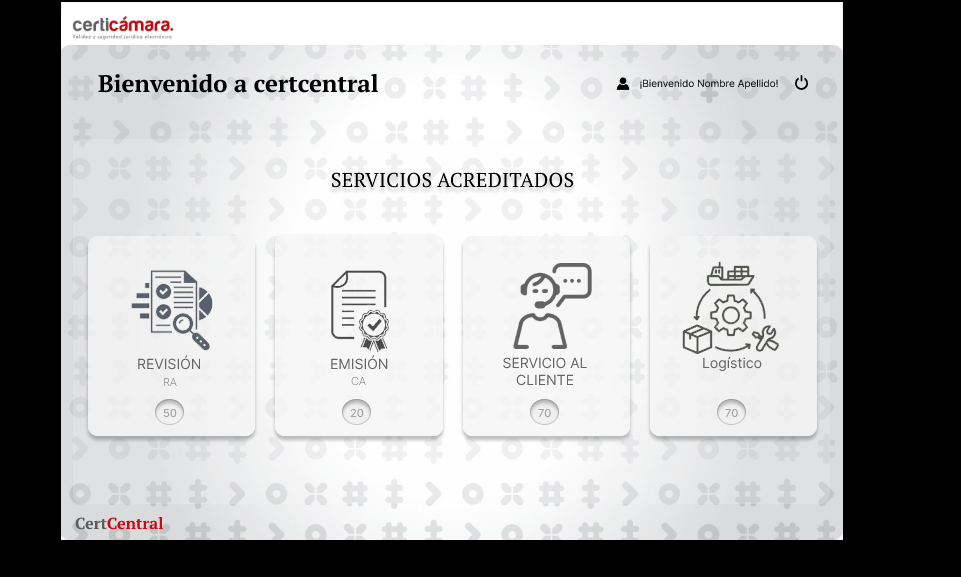 certicámara.
Validez y seguridad jurídica electrónica
Bienvenido a certcentral
¡Bienvenido Nombre Apellido!
SERVICIOS ACREDITADOS
REVISIÓN
RA
50
EMISIÓN
CA
20
SERVICIO AL
CLIENTE
70
Logístico
70
CertCentral